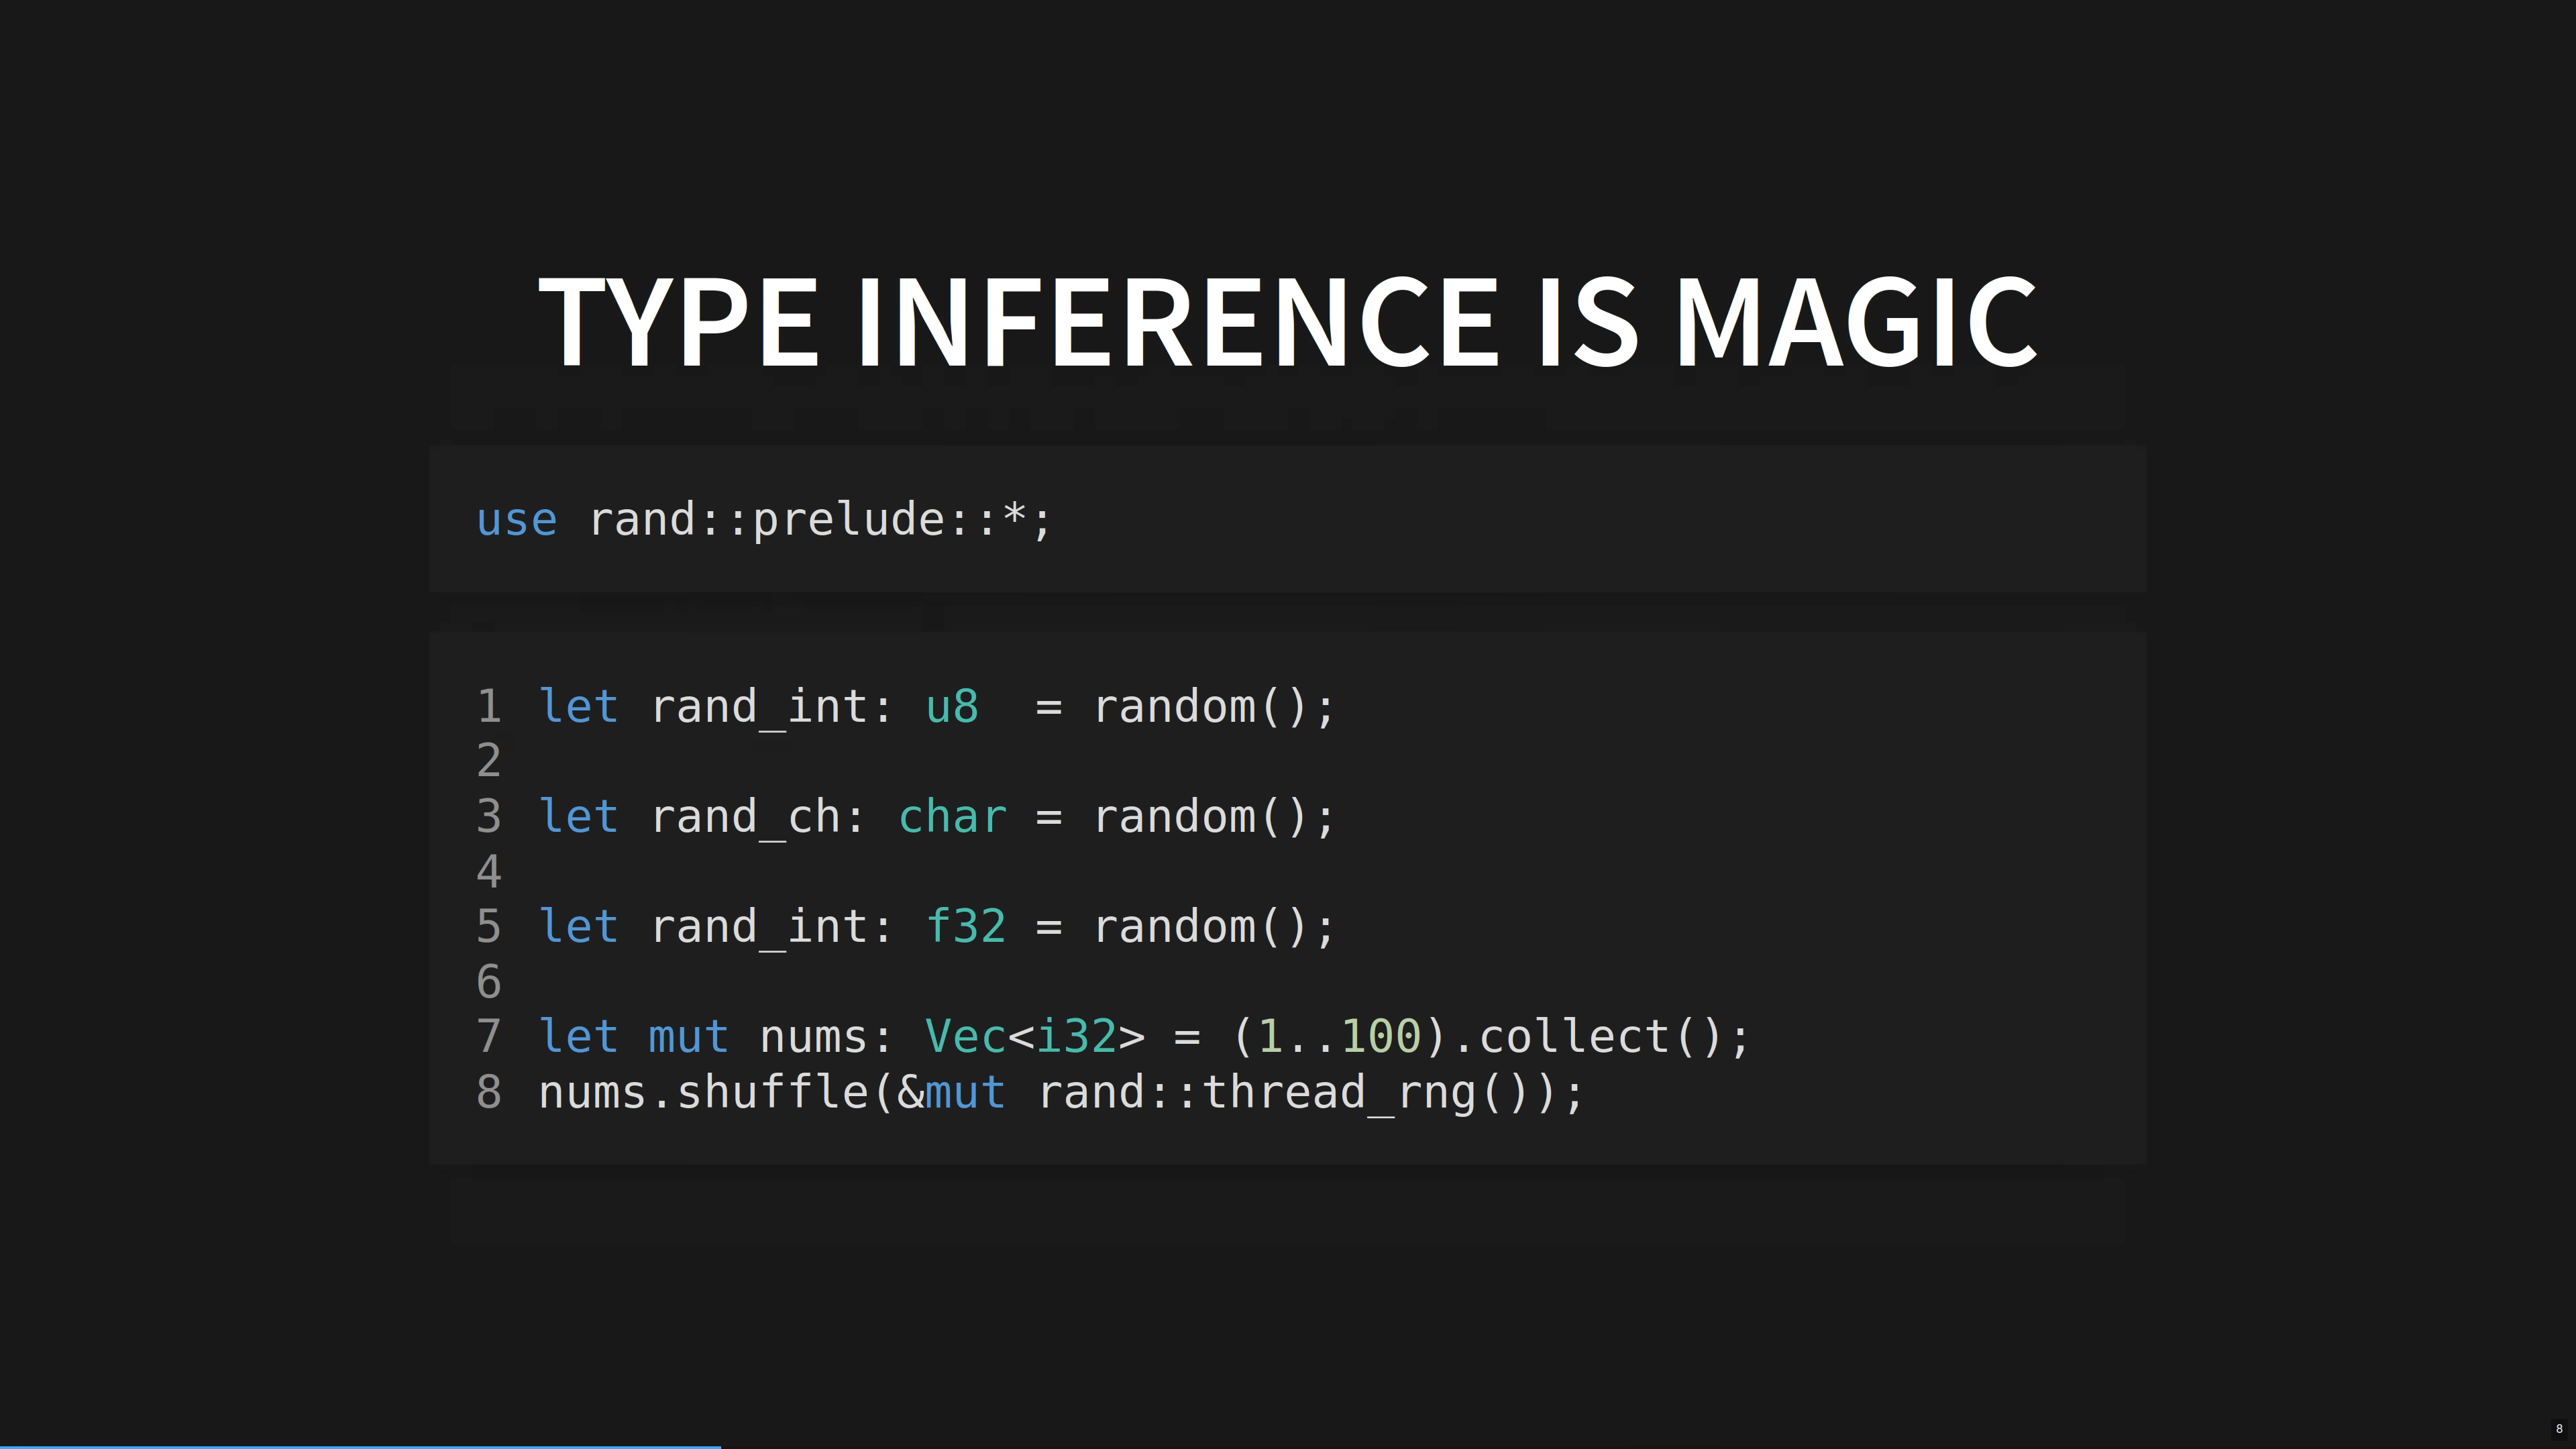 TYPE INFERENCE IS MAGIC
use rand::prelude::*;
1 let rand_int: u8  = random();
2
3 let rand_ch: char = random();
4
5 let rand_int: f32 = random();
6
7 let mut nums: Vec<i32> = (1..100).collect();
8 nums.shuffle(&mut rand::thread_rng());
8